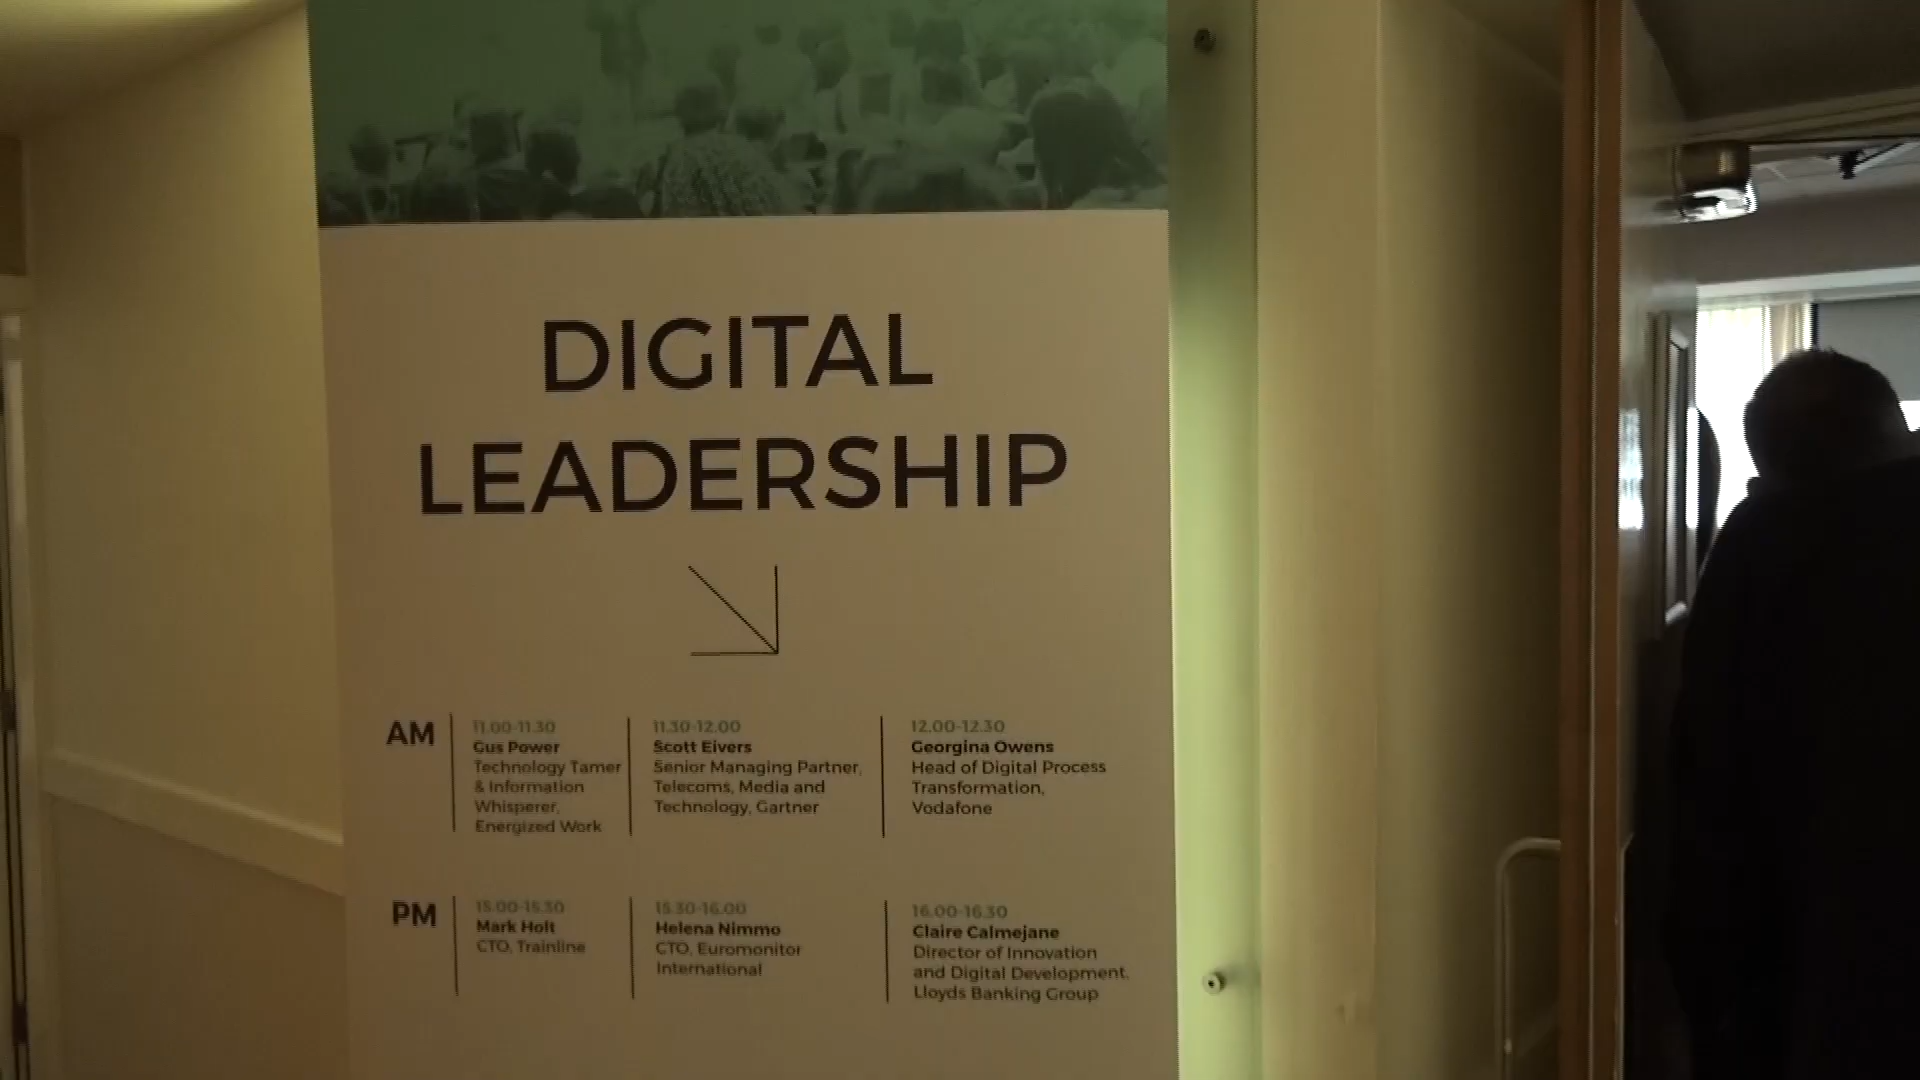 DIGITAL
LEADERSHIP
AM
11.00-11.30
Gus Power
Technology Tamer
& Information
Whisperer,
Energized Work
11.30-12.00
Scott Eivers
Senior Managing Partner,
Telecoms, Media and
Technology, Gartner
12.00-12.30
Georgina Owens
Head of Digital Process
Transformation,
Vodafone
PM
15.00-15.30
Mark Holt
CTO, Trainline
15.30-16.00
Helena Nimmo
CTO, Euromonitor
International
16.00-16.30
Claire Calmejane
Director of Innovation
and Digital Development,
Lloyds Banking Group